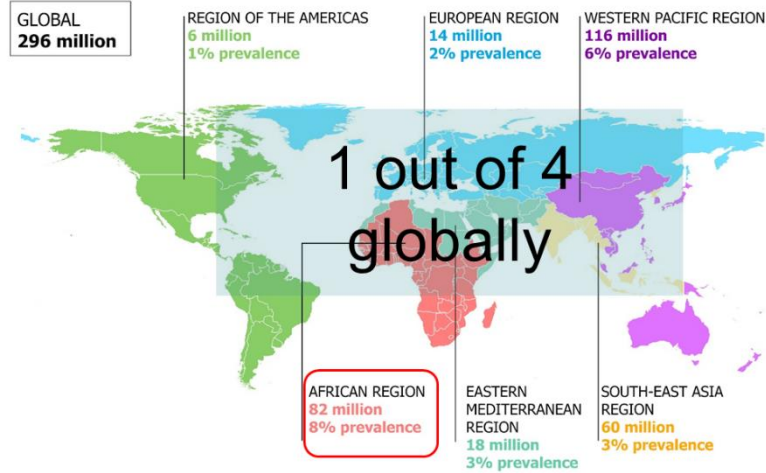 GLOBAL
296 million
REGION OF THE AMERICAS
6 million
1% prevalence
EUROPEAN REGION
14 million
2% prevalence
WESTERN PACIFIC REGION
116 million
6% prevalence
1 out of 4
globally
AFRICAN REGION
82 million
8% prevalence
EASTERN
MEDITERRANEAN
REGION
18 million
3% prevalence
SOUTH-EAST ASIA
REGION
60 million
3% prevalence